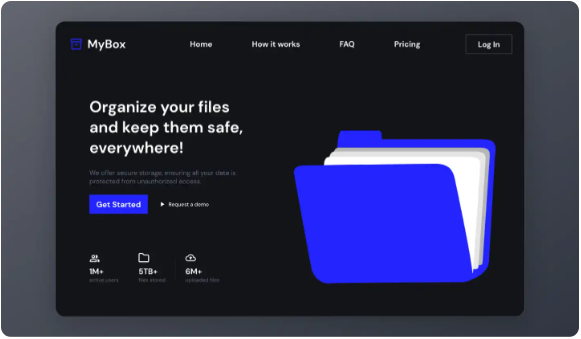 MyBox
Home
How it works
FAQ
Pricing
Log In
Organize your files
and keep them safe,
everywhere!
We offer secure storage, ensuring all your data is
protected from unauthorized access.
Get Started
Request a demo
1M+
active users
5TB+
files stored
6M+
uploaded files